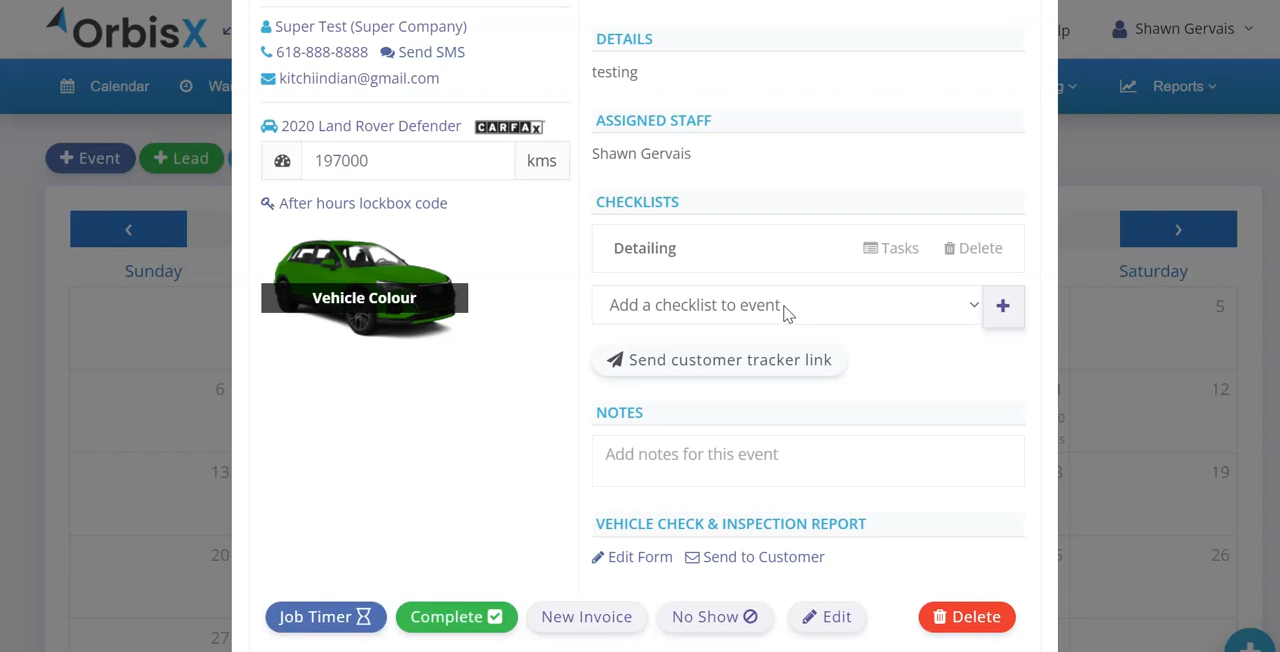 OrbisX
lp
Shawn Gervais
Calendar
Wai
g
Reports
+ Event
+ Lead
Sunday
Saturday
5
6
12
13
19
20
26
27
Super Test (Super Company)
618-888-8888 Send SMS
kitchiindian@gmail.com
2020 Land Rover Defender CARFAX
197000 kms
After hours lockbox code
Vehicle Colour
DETAILS
testing
ASSIGNED STAFF
Shawn Gervais
CHECKLISTS
Detailing Tasks Delete
Add a checklist to event
+
Send customer tracker link
NOTES
Add notes for this event
VEHICLE CHECK & INSPECTION REPORT
Edit Form Send to Customer
Job Timer Complete New Invoice No Show Edit Delete